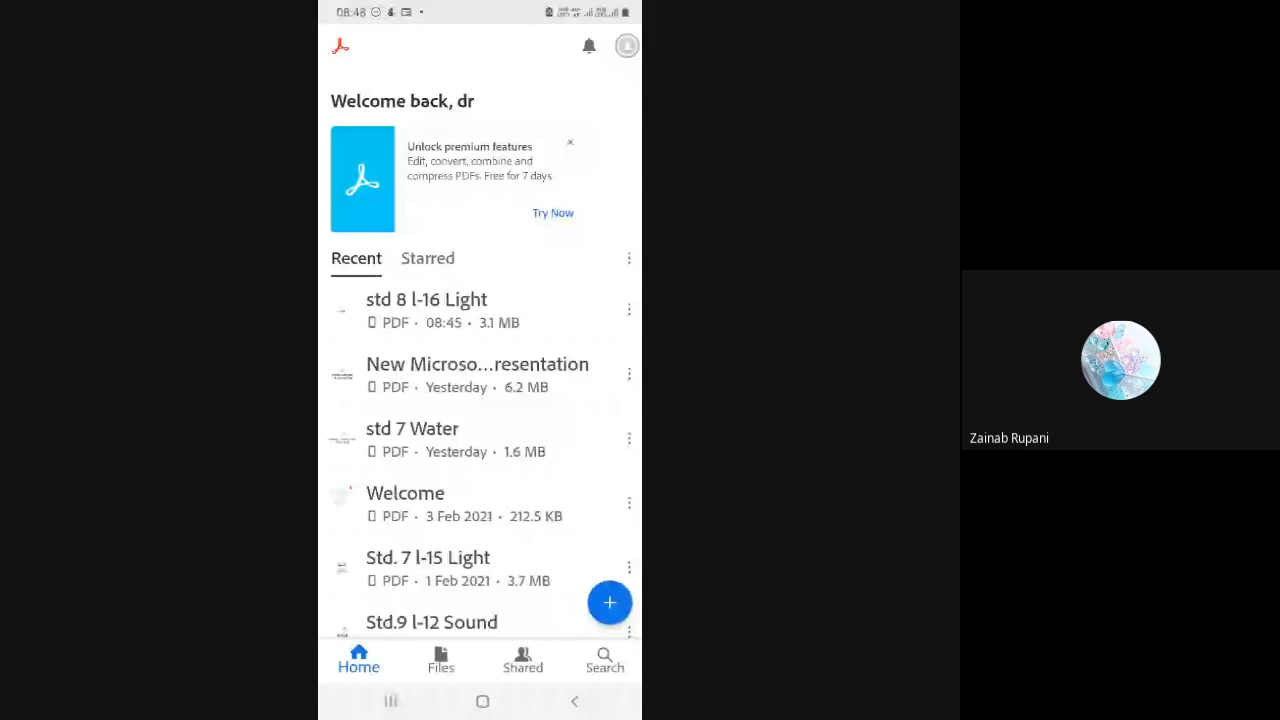 08:48
Welcome back, dr
Unlock premium features
Edit, convert, combine and
compress PDFs. Free for 7 days.
Try Now
Recent
Starred
std 8 l-16 Light
PDF · 08:45 · 3.1 MB
New Microso...resentation
PDF · Yesterday · 6.2 MB
std 7 Water
PDF · Yesterday · 1.6 MB
Welcome
PDF · 3 Feb 2021 · 212.5 KB
Std. 7 l-15 Light
PDF · 1 Feb 2021 · 3.7 MB
Std.9 l-12 Sound
Home
Files
Shared
Search
Zainab Rupani